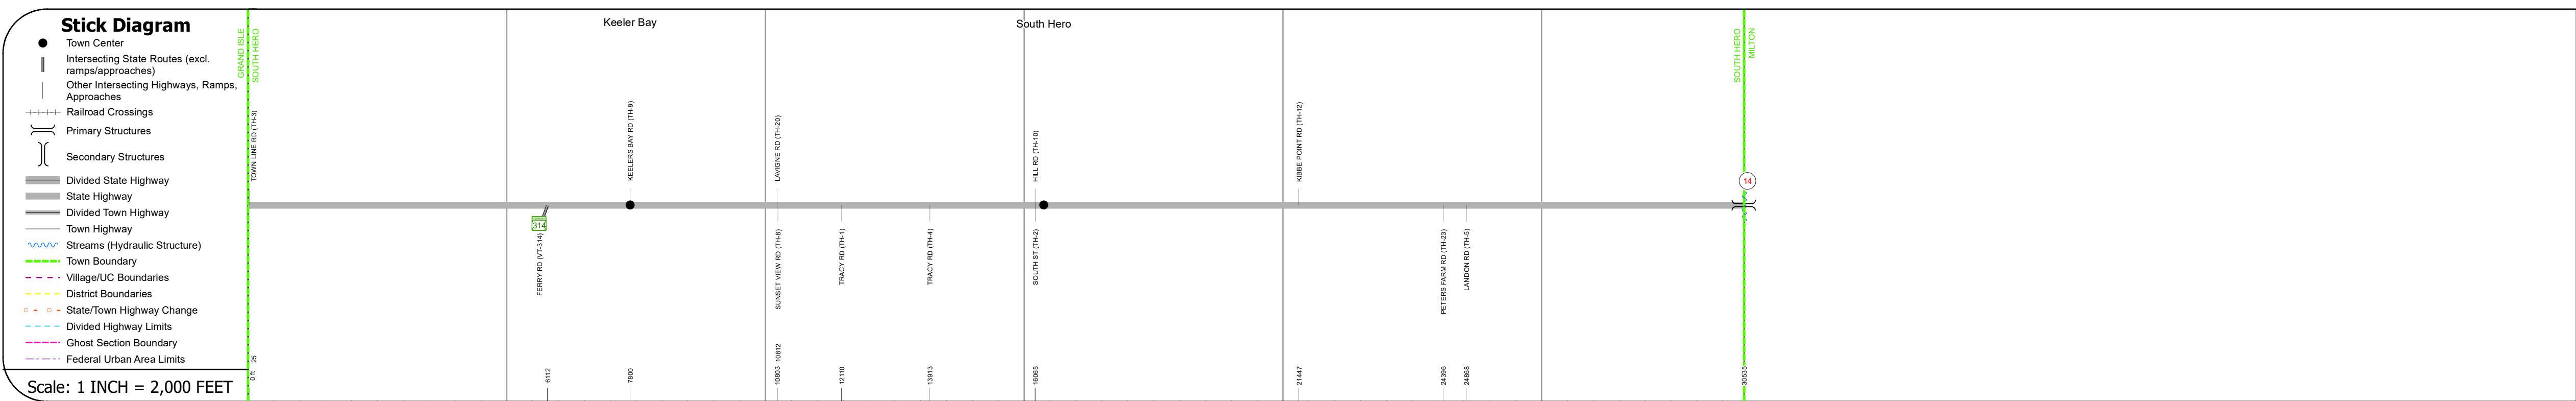 Stick Diagram
Town Center
Intersecting State Routes (excl.
ramps/approaches)
Other Intersecting Highways, Ramps,
Approaches
Railroad Crossings
Primary Structures
Secondary Structures
Divided State Highway
State Highway
Divided Town Highway
Town Highway
Streams (Hydraulic Structure)
Town Boundary
Village/UC Boundaries
District Boundaries
State/Town Highway Change
Divided Highway Limits
Ghost Section Boundary
Federal Urban Area Limits
Scale: 1 INCH = 2,000 FEET
GRAND ISLE
SOUTH HERO
Keeler Bay
South Hero
SOUTH HERO
MILTON
TOWN LINE RD (TH-3)
KEELERS BAY RD (TH-9)
LAVIGNE RD (TH-20)
HILL RD (TH-10)
KIBBE POINT RD (TH-12)
14
314
FERRY RD (VT-314)
SUNSET VIEW RD (TH-8)
TRACY RD (TH-1)
TRACY RD (TH-4)
SOUTH ST (TH-2)
PETERS FARM RD (TH-23)
LANDON RD (TH-5)
0 ft
25
6112
7800
10803
10812
12110
13913
16065
21447
24396
24868
30535